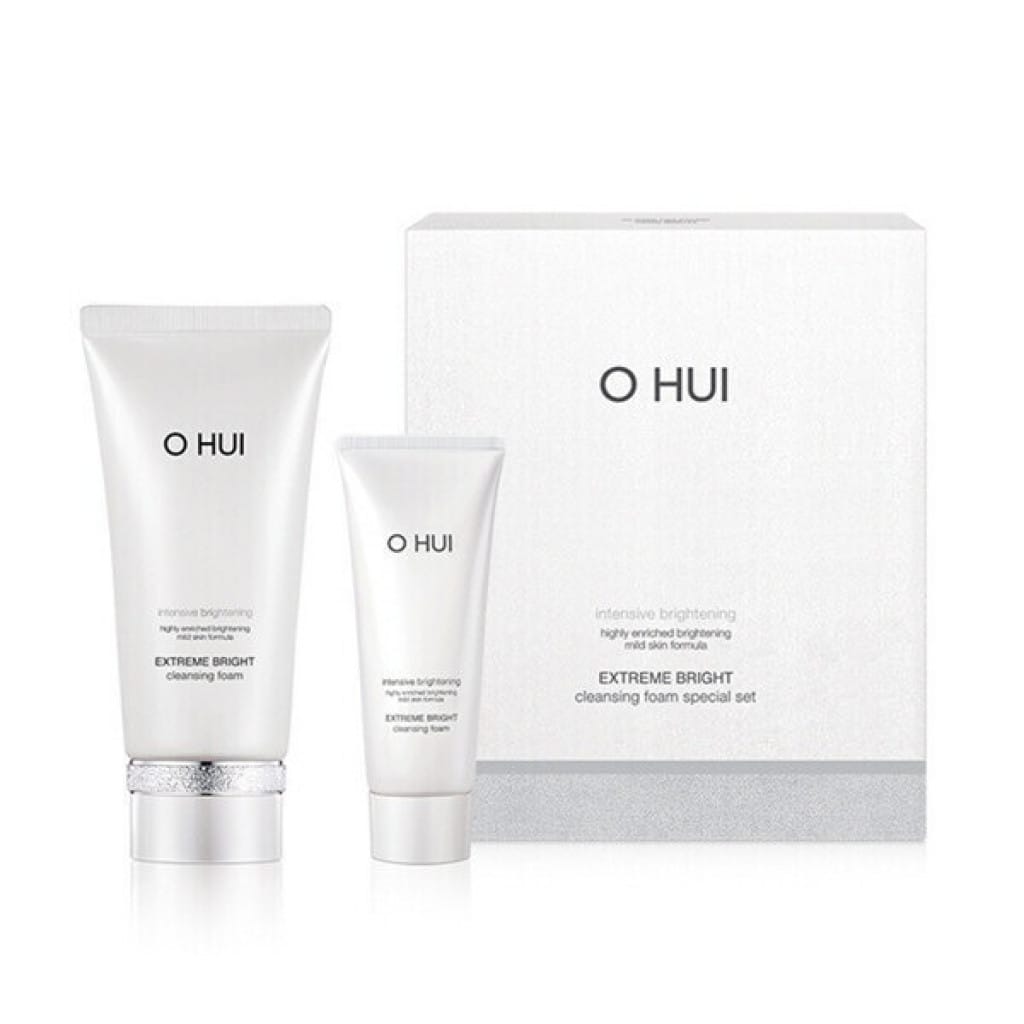 O HUI
intensive brightening
highly enriched brightening
mild skin formula
EXTREME BRIGHT
cleansing foam
O HUI
intensive brightening
highly enriched brightening
mild skin formula
EXTREME BRIGHT
cleansing foam
O HUI
intensive brightening
highly enriched brightening
mild skin formula
EXTREME BRIGHT
cleansing foam special set